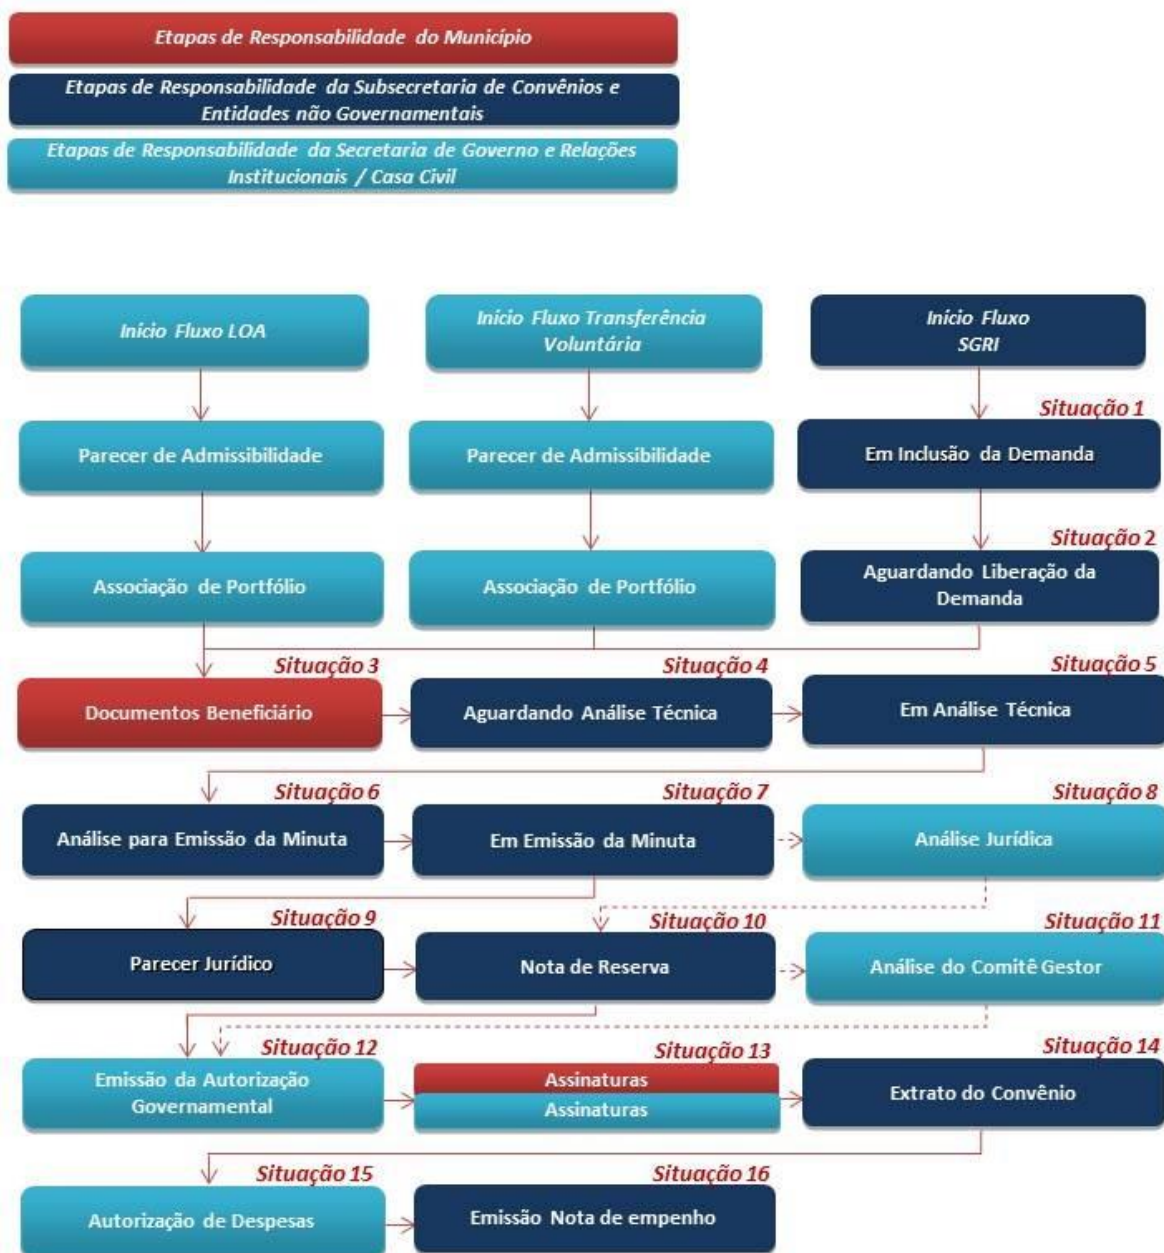 Etapas de Responsabilidade do Município
Etapas de Responsabilidade da Subsecretaria de Convênios e
Entidades não Governamentais
Etapas de Responsabilidade da Secretaria de Governo e Relações
Institucionais / Casa Civil
Início Fluxo LOA
Início Fluxo Transferência
Voluntária
Início Fluxo
SGRI
Situação 1
Parecer de Admissibilidade
Parecer de Admissibilidade
Em Inclusão da Demanda
Situação 2
Associação de Portfólio
Associação de Portfólio
Aguardando Liberação da
Demanda
Situação 3
Situação 4
Situação 5
Documentos Beneficiário
Aguardando Análise Técnica
Em Análise Técnica
Situação 6
Situação 7
Situação 8
Análise para Emissão da Minuta
Em Emissão da Minuta
Análise Jurídica
Situação 9
Situação 10
Situação 11
Parecer Jurídico
Nota de Reserva
Análise do Comitê Gestor
Situação 12
Situação 13
Situação 14
Emissão da Autorização
Governamental
Assinaturas
Assinaturas
Extrato do Convênio
Situação 15
Situação 16
Autorização de Despesas
Emissão Nota de empenho